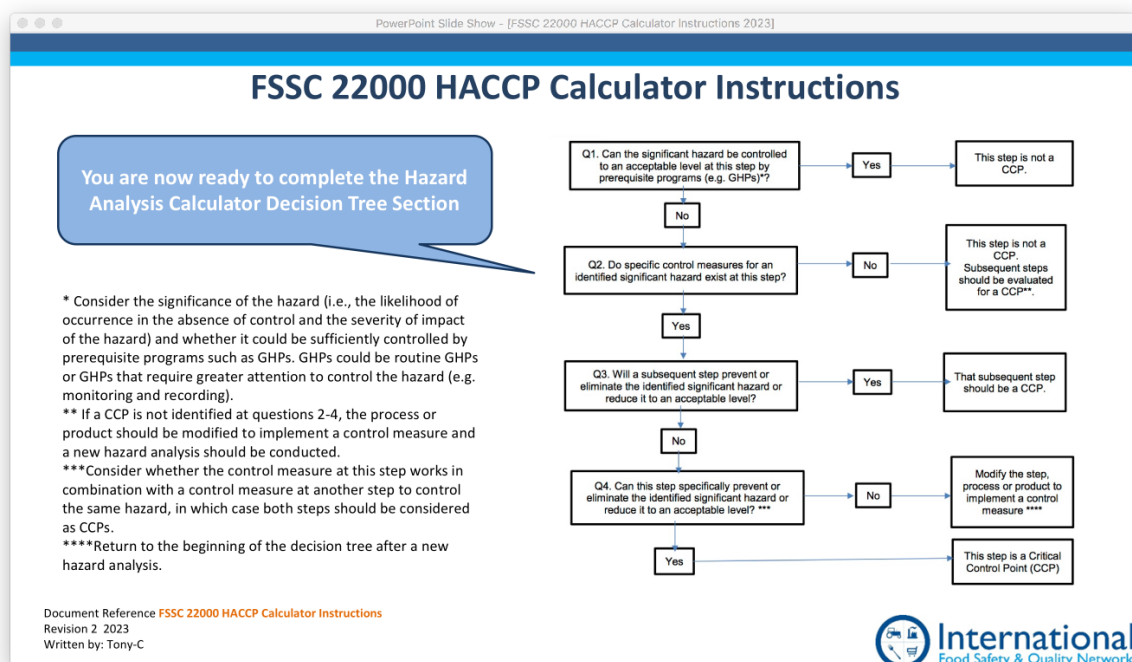 PowerPoint Slide Show - [FSSC 22000 HACCP Calculator Instructions 2023]
FSSC 22000 HACCP Calculator Instructions
You are now ready to complete the Hazard
Analysis Calculator Decision Tree Section
* Consider the significance of the hazard (i.e., the likelihood of
occurrence in the absence of control and the severity of impact
of the hazard) and whether it could be sufficiently controlled by
prerequisite programs such as GHPs. GHPs could be routine GHPs
or GHPs that require greater attention to control the hazard (e.g.
monitoring and recording).
** If a CCP is not identified at questions 2-4, the process or
product should be modified to implement a control measure and
a new hazard analysis should be conducted.
***Consider whether the control measure at this step works in
combination with a control measure at another step to control
the same hazard, in which case both steps should be considered
as CCPs.
****Return to the beginning of the decision tree after a new
hazard analysis.
Q1. Can the significant hazard be controlled
to an acceptable level at this step by
prerequisite programs (e.g. GHPs)*?
Yes
This step is not a
CCP.
No
Q2. Do specific control measures for an
identified significant hazard exist at this step?
No
This step is not a
CCP.
Subsequent steps
should be evaluated
for a CCP**.
Yes
Q3. Will a subsequent step prevent or
eliminate the identified significant hazard or
reduce it to an acceptable level?
Yes
That subsequent step
should be a CCP.
No
Q4. Can this step specifically prevent or
eliminate the identified significant hazard or
reduce it to an acceptable level? ***
No
Modify the step,
process or product to
implement a control
measure ****
Yes
This step is a Critical
Control Point (CCP)
Document Reference FSSC 22000 HACCP Calculator Instructions
Revision 2 2023
Written by: Tony-C
International
Food Safety & Quality Network